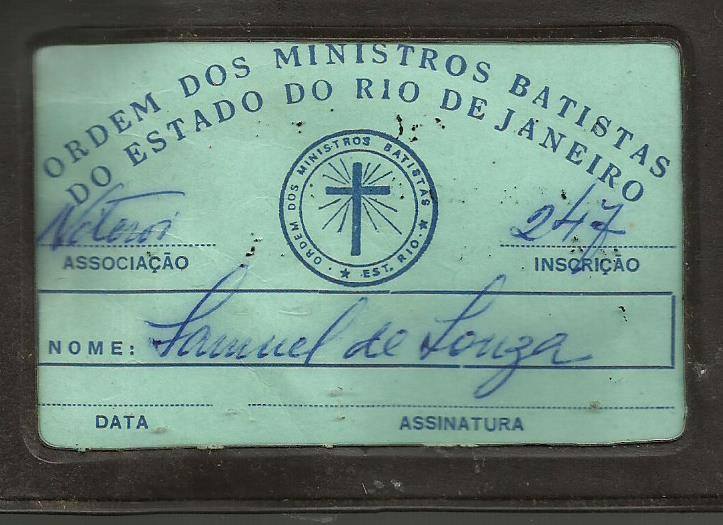 ORDEM DOS MINISTROS BATISTAS
DO ESTADO DO RIO DE JANEIRO
ORDEM DOS MINISTROS BATISTAS
★ EST. RIO. ★
247
ASSOCIAÇÃO
INSCRIÇÃO
NOME: Samuel de Souza
DATA
ASSINATURA